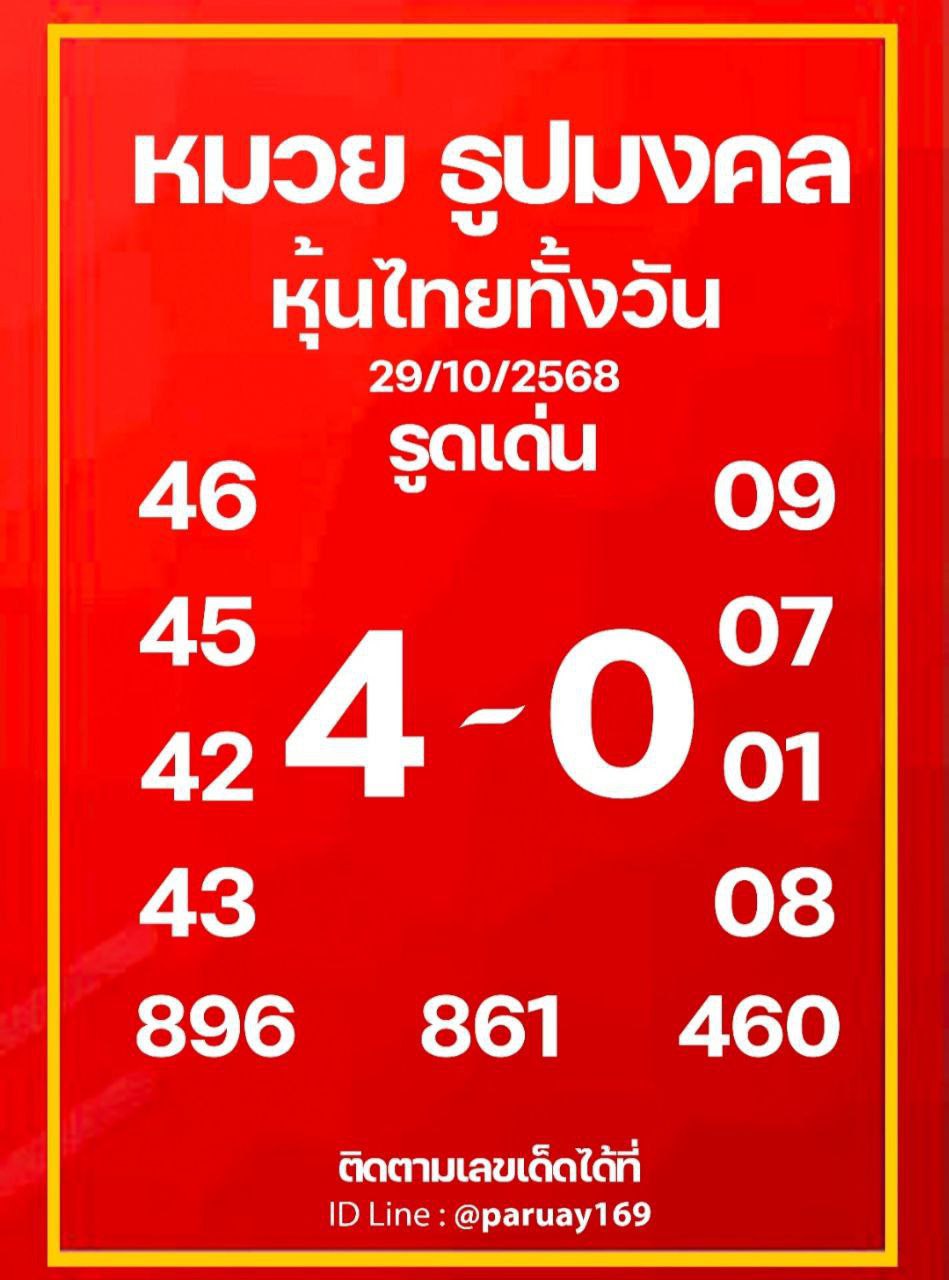 หมวย ธูปมงคล
หุ้นไทยทั้งวัน
29/10/2568
รูดเด่น
46 09
45 07
4 - 0
42 01
43 08
896 861 460
ติดตามเลขเด็ดได้ที่
ID Line : @paruay169